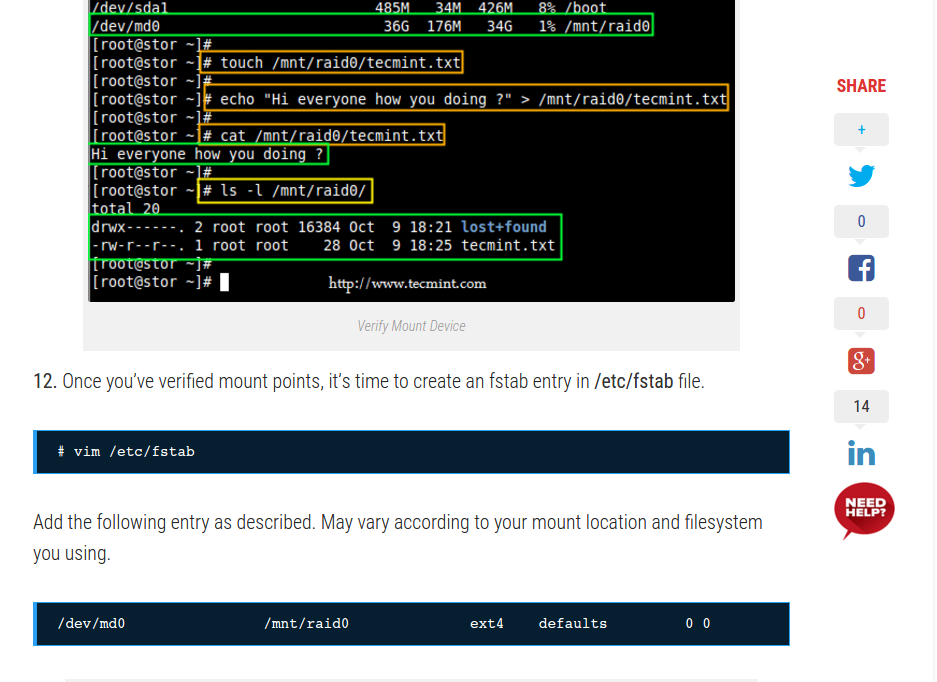 /dev/sda1 485M 34M 426M 8% /boot
/dev/md0 36G 176M 34G 1% /mnt/raid0
[root@stor ~]#
[root@stor ~]# touch /mnt/raid0/tecmint.txt
[root@stor ~]#
[root@stor ~]# echo "Hi everyone how you doing ?" > /mnt/raid0/tecmint.txt
[root@stor ~]#
[root@stor ~]# cat /mnt/raid0/tecmint.txt
Hi everyone how you doing ?
[root@stor ~]#
[root@stor ~]# ls -l /mnt/raid0/
total 20
drwx------. 2 root root 16384 Oct 9 18:21 lost+found
-rw-r--r--. 1 root root 28 Oct 9 18:25 tecmint.txt
[root@stor ~]#
[root@stor ~]#
http://www.tecmint.com
Verify Mount Device
12. Once you've verified mount points, it's time to create an fstab entry in /etc/fstab file.
# vim /etc/fstab
Add the following entry as described. May vary according to your mount location and filesystem
you using.
/dev/md0 /mnt/raid0 ext4 defaults 0 0
SHARE
+
0
f
0
g+
14
in
NEED
HELP?